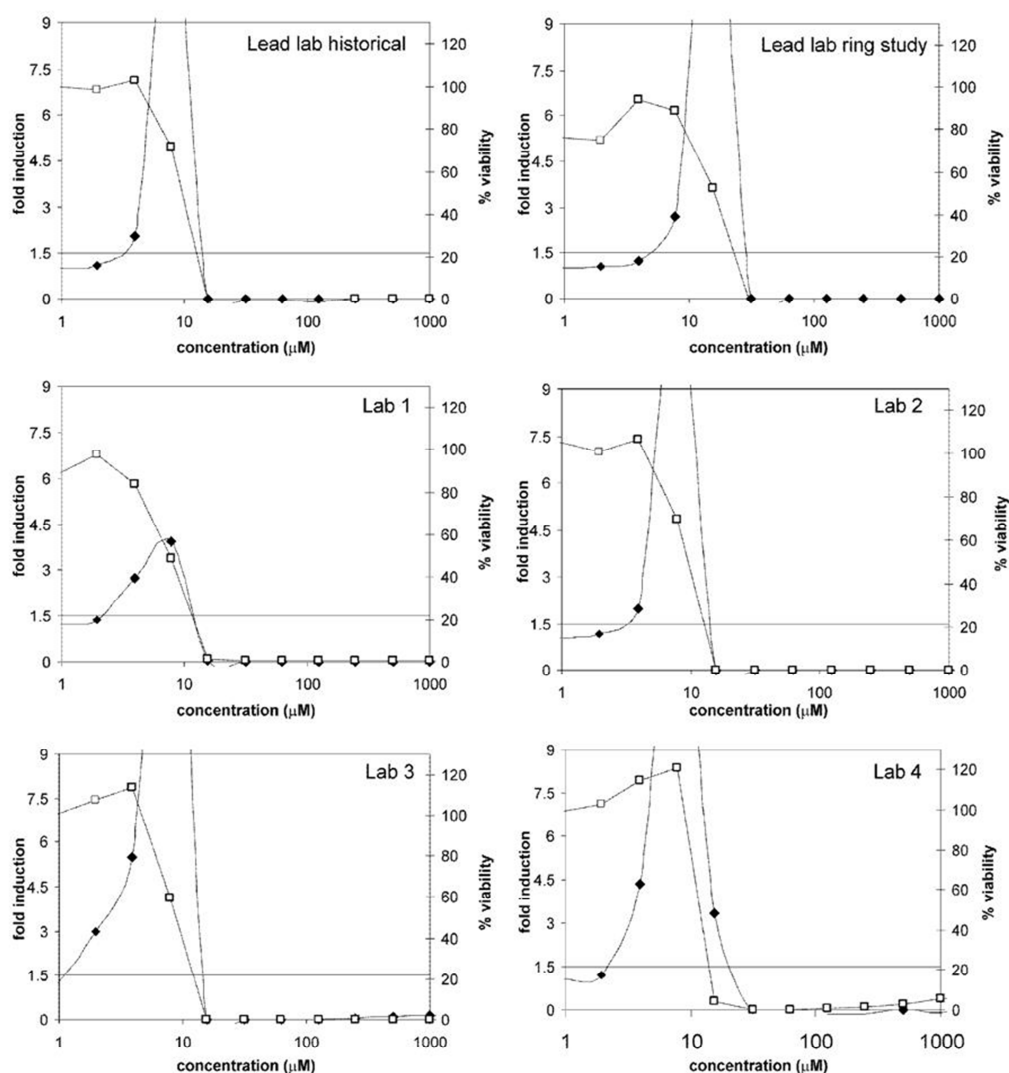 Lead lab historical
fold induction
9
7.5
6
4.5
3
1.5
0
120
100
80
60
40
20
0
% viability
1 10 100 1000
concentration (μM)
Lead lab ring study
fold induction
9
7.5
6
4.5
3
1.5
0
120
100
80
60
40
20
0
% viability
1 10 100 1000
concentration (μM)
Lab 1
fold induction
9
7.5
6
4.5
3
1.5
0
120
100
80
60
40
20
0
% viability
1 10 100 1000
concentration (μM)
Lab 2
fold induction
9
7.5
6
4.5
3
1.5
0
120
100
80
60
40
20
0
% viability
1 10 100 1000
concentration (μM)
Lab 3
fold induction
9
7.5
6
4.5
3
1.5
0
120
100
80
60
40
20
0
% viability
1 10 100 1000
concentration (μM)
Lab 4
fold induction
9
7.5
6
4.5
3
1.5
0
120
100
80
60
40
20
0
% viability
1 10 100 1000
concentration (μM)